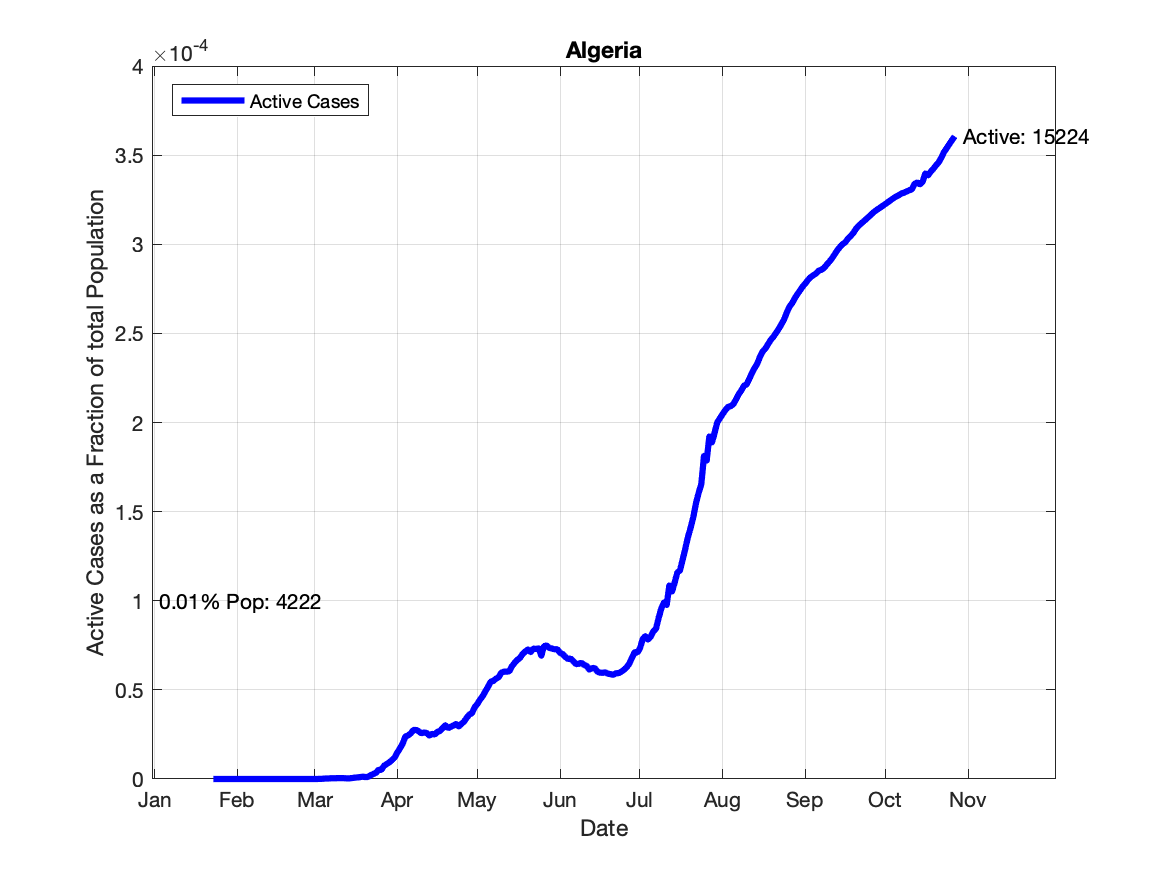 Algeria
×10-4
4
3.5
3
2.5
2
1.5
1
0.5
0
Active Cases
Active: 15224
0.01% Pop: 4222
Active Cases as a Fraction of total Population
Jan Feb Mar Apr May Jun Jul Aug Sep Oct Nov
Date